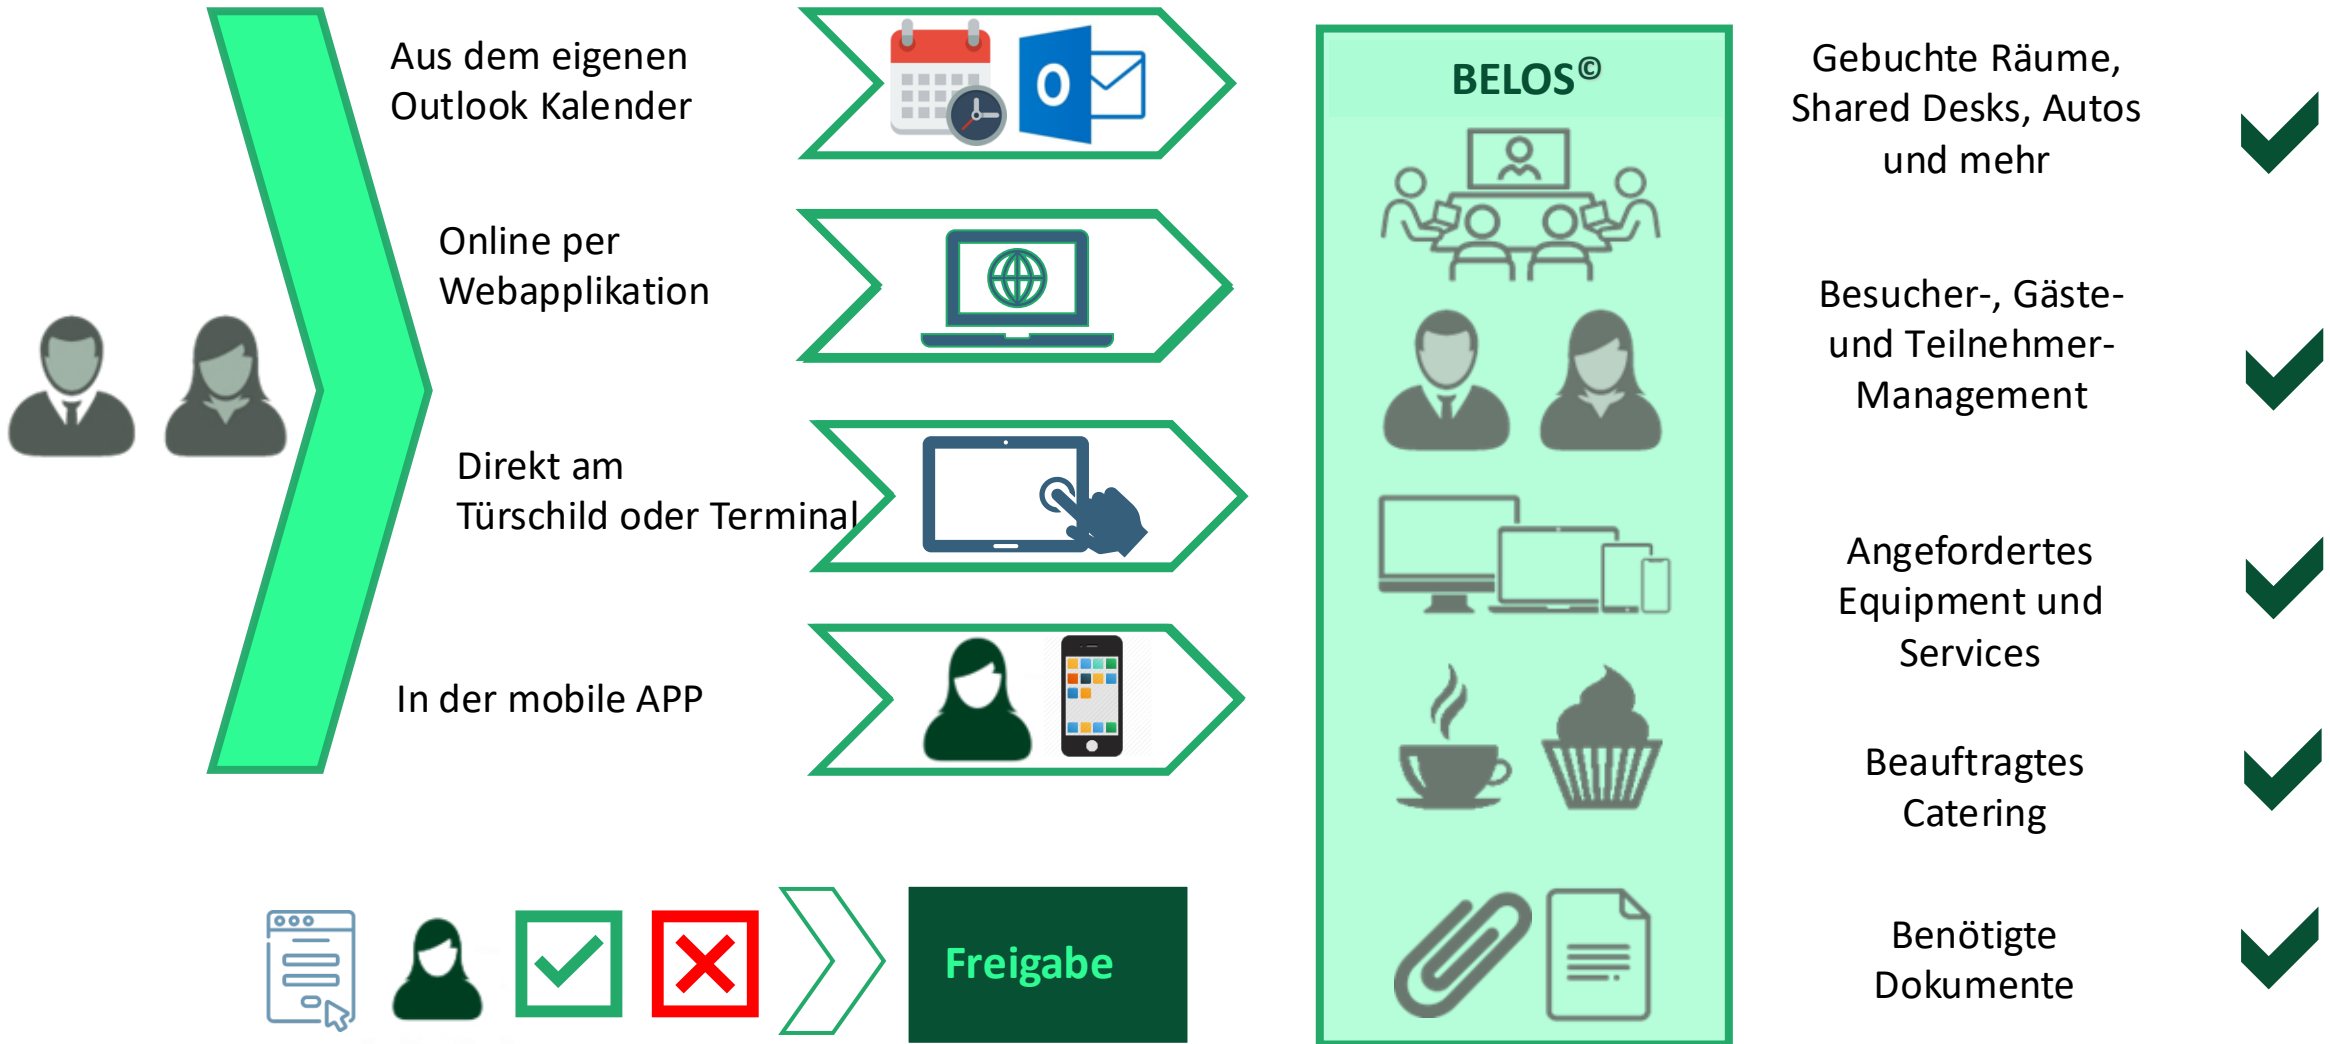 Aus dem eigenen
Outlook Kalender
Online per
Webapplikation
Direkt am
Türschild oder Terminal
In der mobile APP
Freigabe
BELOS©
Gebuchte Räume,
Shared Desks, Autos
und mehr
Besucher-, Gäste-
und Teilnehmer-
Management
Angefordertes
Equipment und
Services
Beauftragtes
Catering
Benötigte
Dokumente